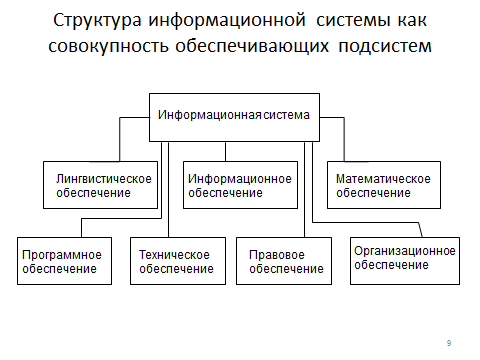 Структура информационной системы как
совокупность обеспечивающих подсистем
Информационная система
Лингвистическое
обеспечение
Информационное
обеспечение
Математическое
обеспечение
Программное
обеспечение
Техническое
обеспечение
Правовое
обеспечение
Организационное
обеспечение
9